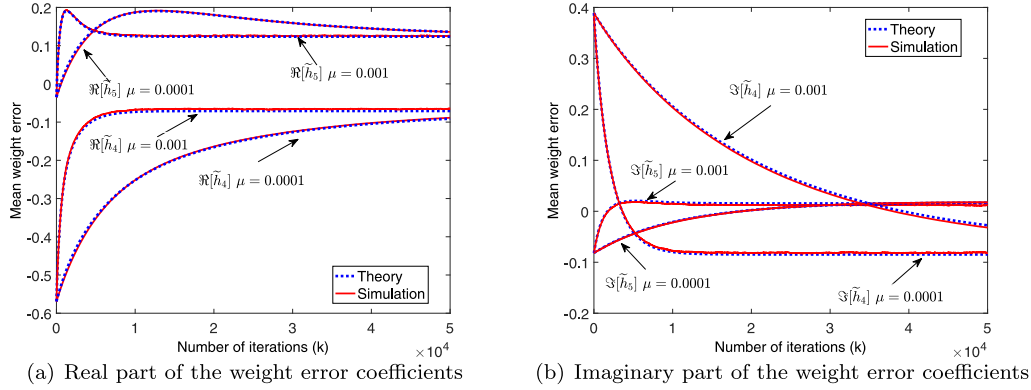 0.2
0.1
0
-0.1
-0.2
-0.3
-0.4
-0.5
-0.6
Mean weight error
ℜ[h̃₅] μ = 0.0001
ℜ[h̃₅] μ = 0.001
ℜ[h̃₄] μ = 0.001
ℜ[h̃₄] μ = 0.0001
Theory
Simulation
0 1 2 3 4 5
Number of iterations (k)
×10⁴
(a) Real part of the weight error coefficients
0.4
0.3
0.2
0.1
0
-0.1
-0.2
Mean weight error
Theory
Simulation
ℑ[h̃₄] μ = 0.001
ℑ[h̃₅] μ = 0.001
ℑ[h̃₅] μ = 0.0001
ℑ[h̃₄] μ = 0.0001
0 1 2 3 4 5
Number of iterations (k)
×10⁴
(b) Imaginary part of the weight error coefficients